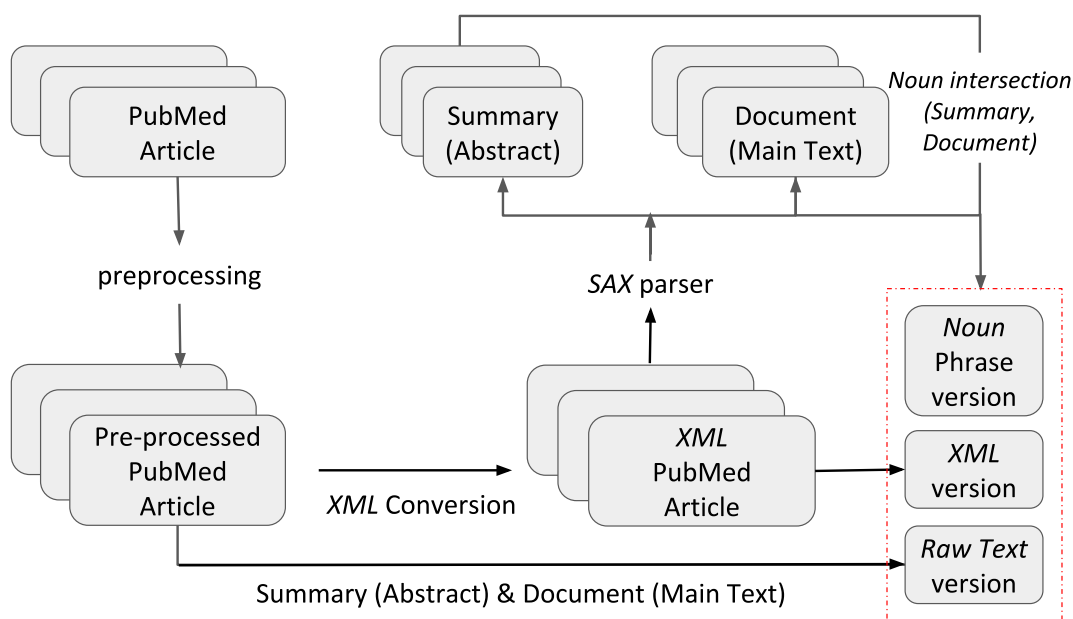 PubMed
Article
Summary
(Abstract)
Document
(Main Text)
Noun intersection
(Summary,
Document)
preprocessing
SAX parser
Noun
Phrase
version
Pre-processed
PubMed
Article
XML Conversion
XML
PubMed
Article
XML
version
Raw Text
version
Summary (Abstract) & Document (Main Text)